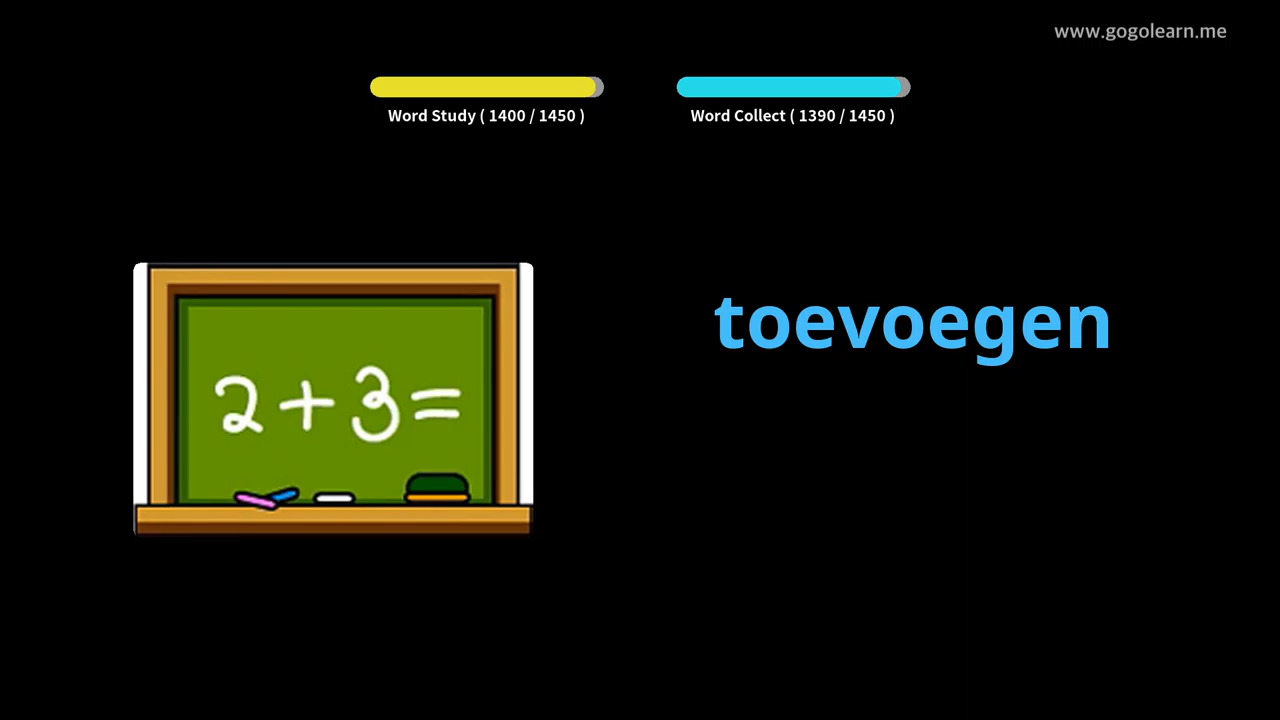 www.gogolearn.me
Word Study ( 1400 / 1450 )
Word Collect ( 1390 / 1450 )
toevoegen
2 + 3 =